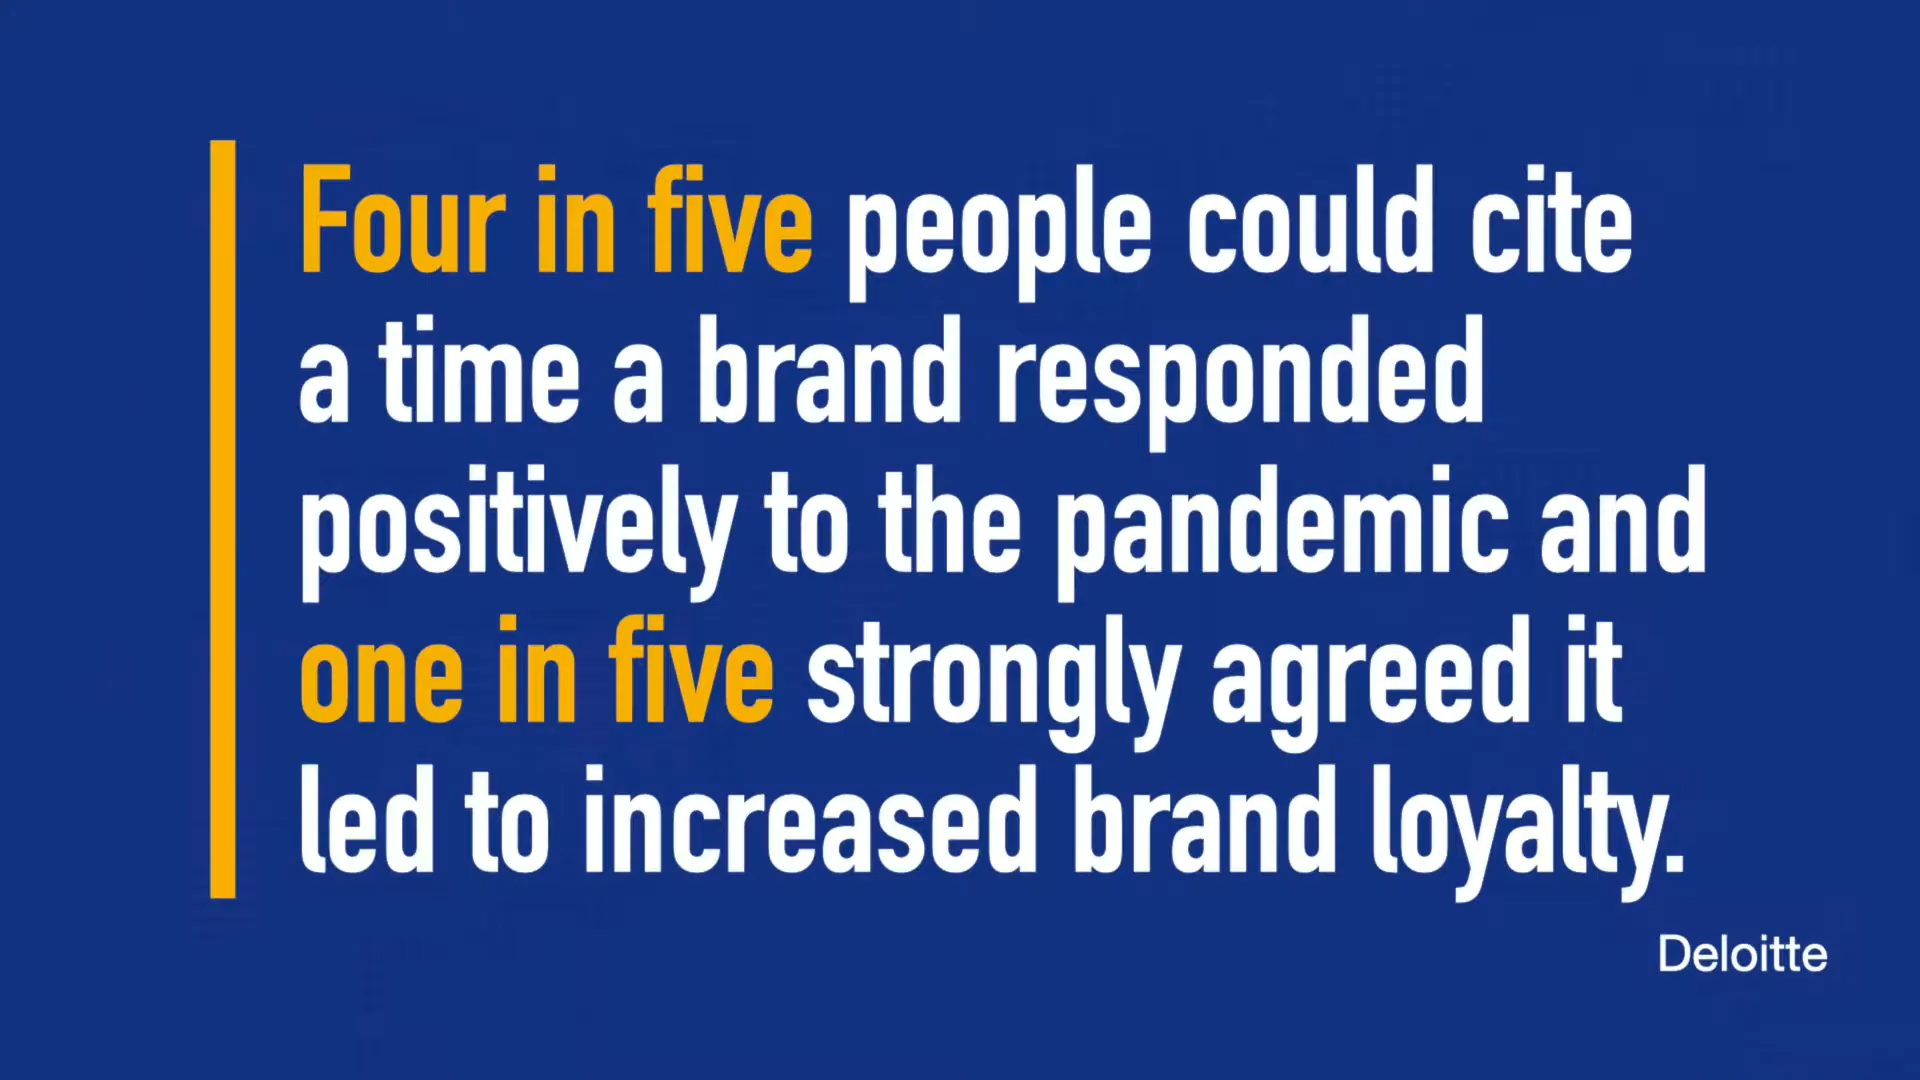 Four in five people could cite
a time a brand responded
positively to the pandemic and
one in five strongly agreed it
led to increased brand loyalty.
Deloitte